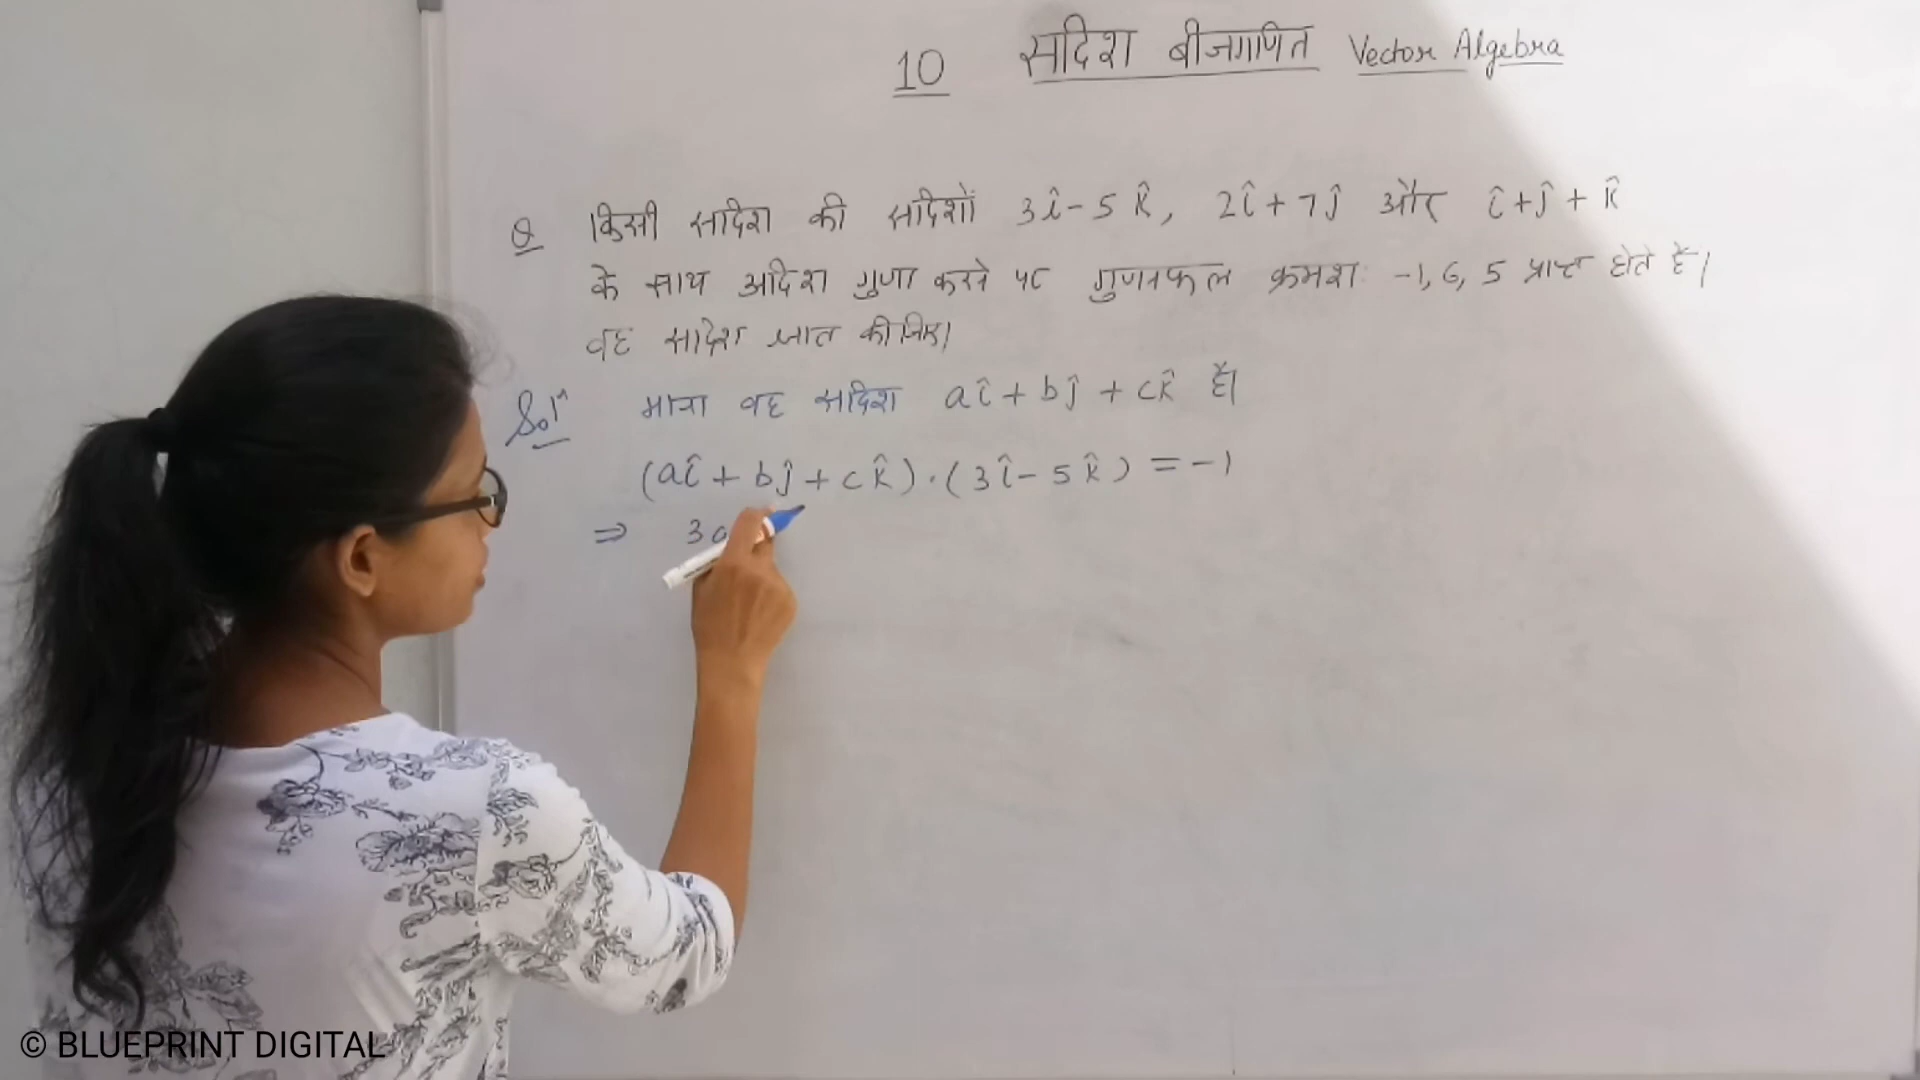 10 सदिश बीजगणित Vector Algebra
Q किसी सदिश की सदिशों 3î-5k̂, 2î+7ĵ और î+ĵ+k̂
के साथ अदिश गुणा करने पर गुणनफल क्रमशः -1, 6, 5 प्राप्त होते हैं।
वह सदिश ज्ञात कीजिए।
Solⁿ माना वह सदिश aî+bĵ+ck̂ है।
(aî+bĵ+ck̂)·(3î-5k̂) = -1
⇒ 3a
© BLUEPRINT DIGITAL